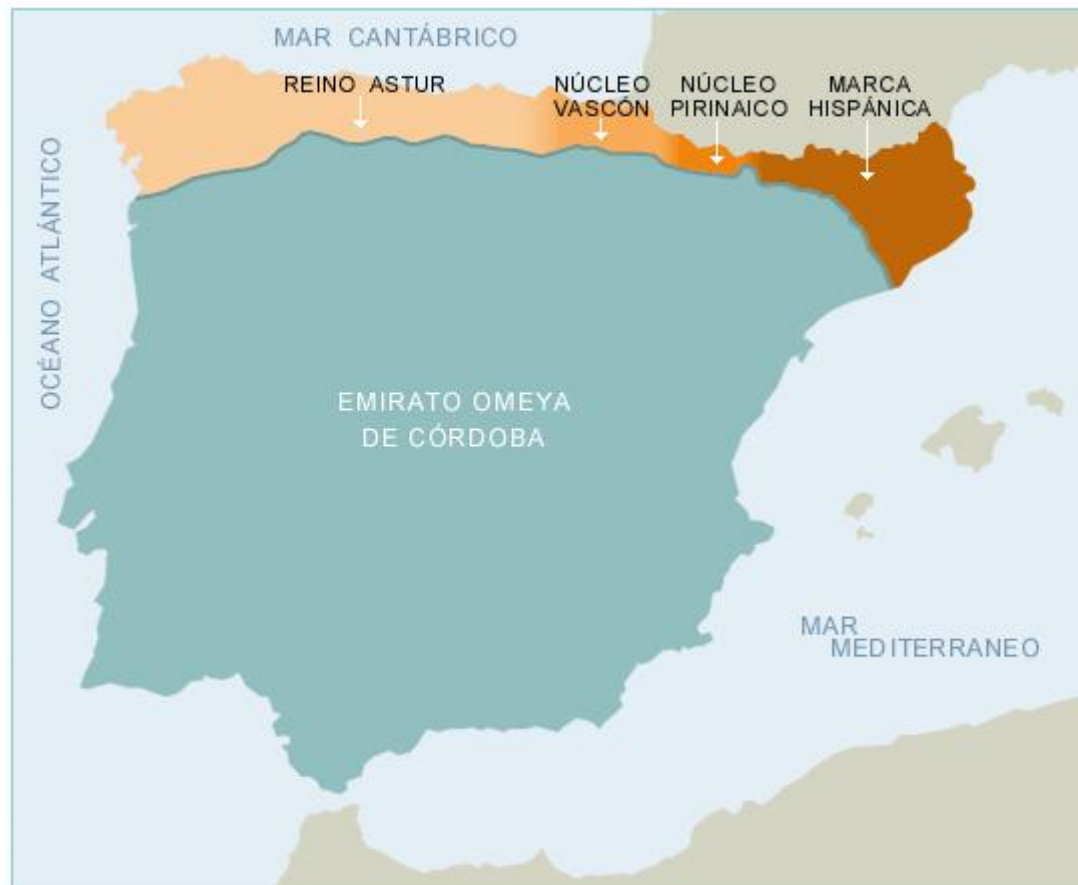 MAR CANTÁBRICO
REINO ASTUR
NÚCLEO
VASCÓN
NÚCLEO
PIRINAICO
MARCA
HISPÁNICA
OCÉANO ATLÁNTICO
EMIRATO OMEYA
DE CÓRDOBA
MAR
MEDITERRANEO